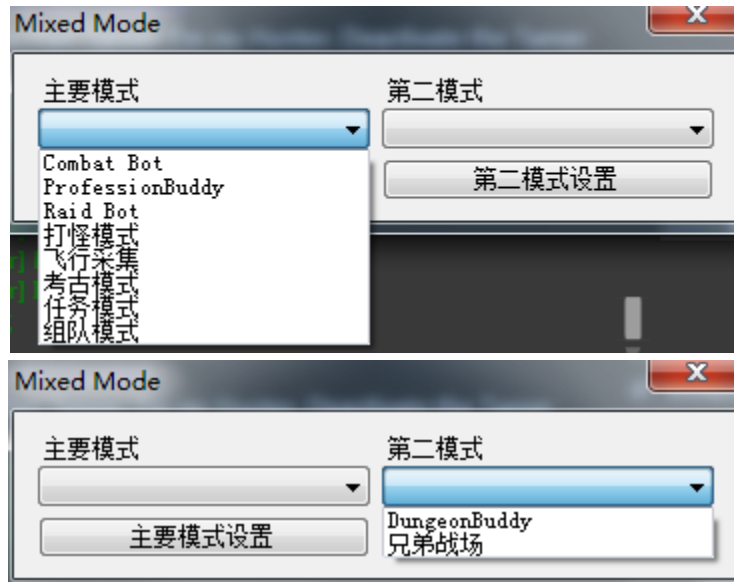 Mixed Mode
主要模式 第二模式
Combat Bot
ProfessionBuddy
第二模式设置
Raid Bot
打怪模式
飞行采集
考古模式
任务模式
组队模式
Mixed Mode
主要模式 第二模式
主要模式设置
DungeonBuddy
兄弟战场